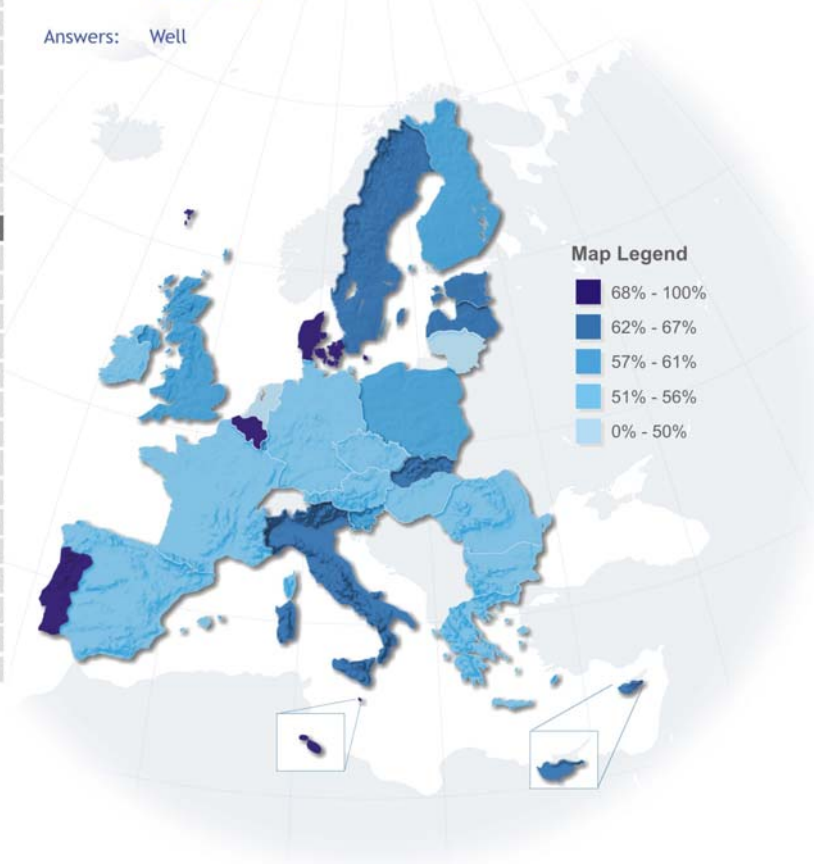 Answers: Well
Map Legend
68% - 100%
62% - 67%
57% - 61%
51% - 56%
0% - 50%